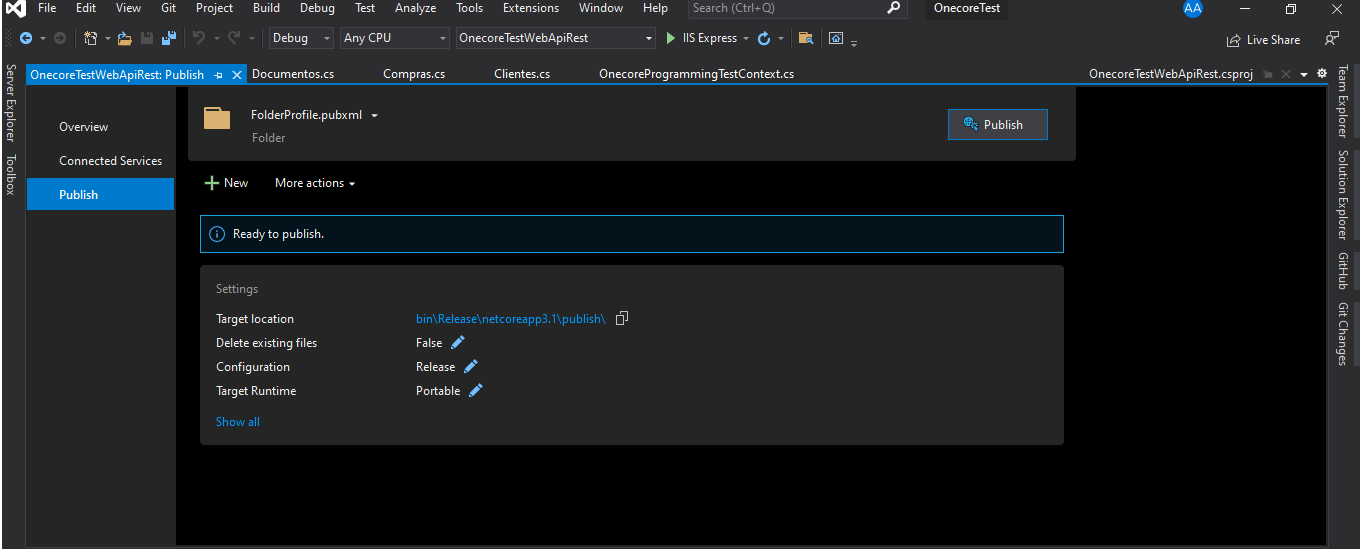 File Edit View Git Project Build Debug Test Analyze Tools Extensions Window Help Search (Ctrl+Q) OnecoreTest AA
Debug Any CPU OnecoreTestWebApiRest IIS Express Live Share
OnecoreTestWebApiRest: Publish Documentos.cs Compras.cs Clientes.cs OnecoreProgrammingTestContext.cs OnecoreTestWebApiRest.csproj
Server Explorer
Toolbox
Overview
Connected Services
Publish
FolderProfile.pubxml
Folder
Publish
New More actions
Ready to publish.
Settings
Target location bin\Release\netcoreapp3.1\publish\
Delete existing files False
Configuration Release
Target Runtime Portable
Show all
Team Explorer
Solution Explorer
GitHub
Git Changes